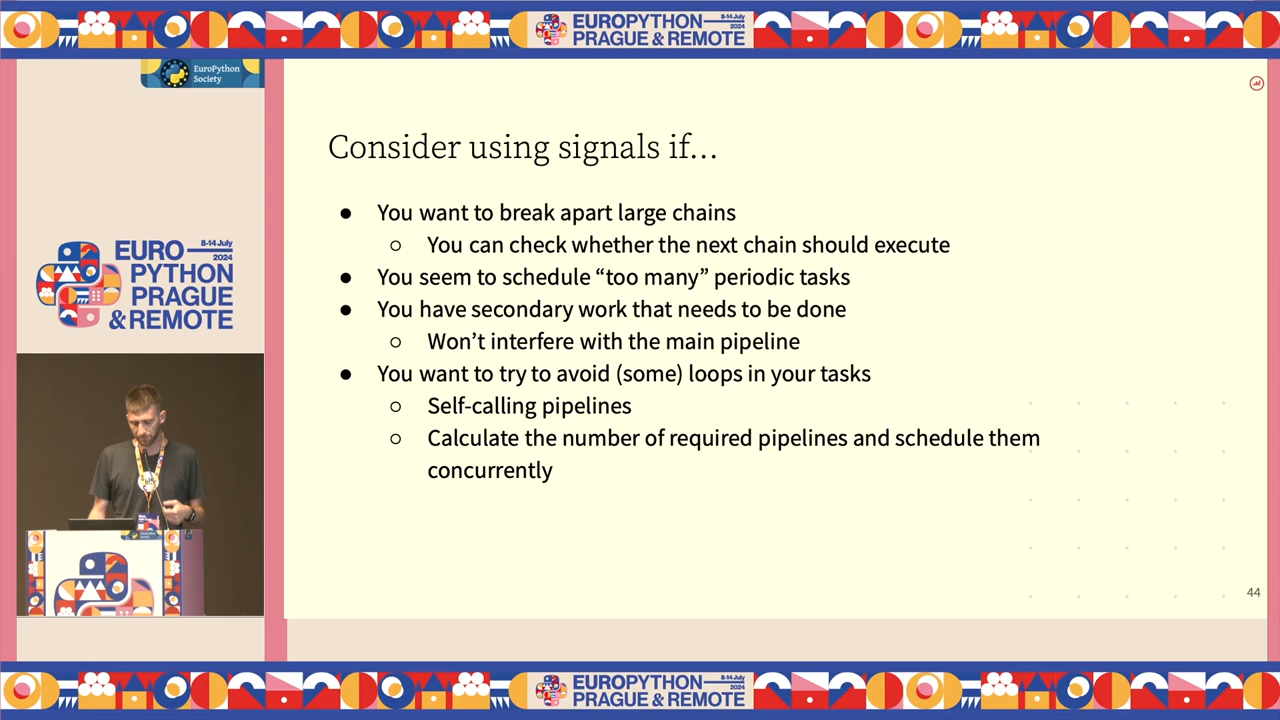 EUROPYTHON
8-14 July
2024
PRAGUE & REMOTE
EuroPython
Society
Consider using signals if...
● You want to break apart large chains
○ You can check whether the next chain should execute
● You seem to schedule “too many” periodic tasks
● You have secondary work that needs to be done
○ Won’t interfere with the main pipeline
● You want to try to avoid (some) loops in your tasks
○ Self-calling pipelines
○ Calculate the number of required pipelines and schedule them
concurrently
44
EURO
8-14 July
2024
PYTHON
PRAGUE
& REMOTE
EUROPYTHON
8-14 July
2024
PRAGUE & REMOTE